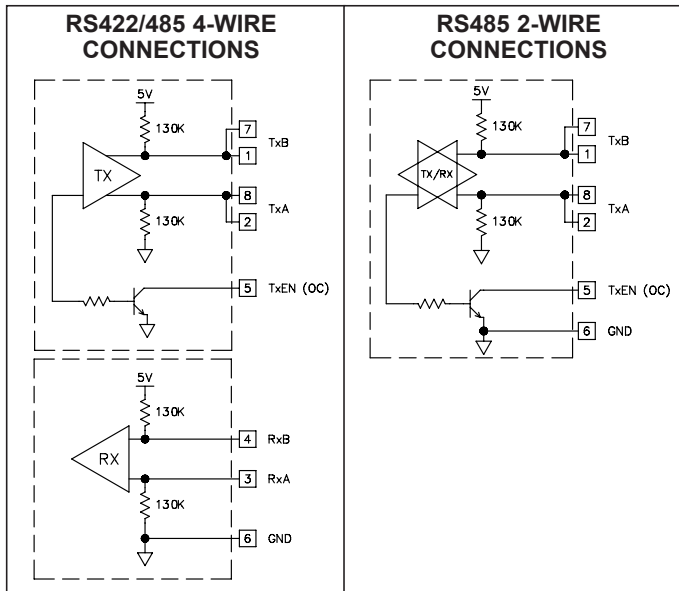 RS422/485 4-WIRE
CONNECTIONS
5V
130K
7
TxB
1
TX
8
TxA
130K
2
5 TxEN (OC)
5V
130K
4 RxB
RX
3 RxA
130K
6 GND
RS485 2-WIRE
CONNECTIONS
5V
130K
7
TxB
1
TX/RX
8
TxA
130K
2
5 TxEN (OC)
6 GND